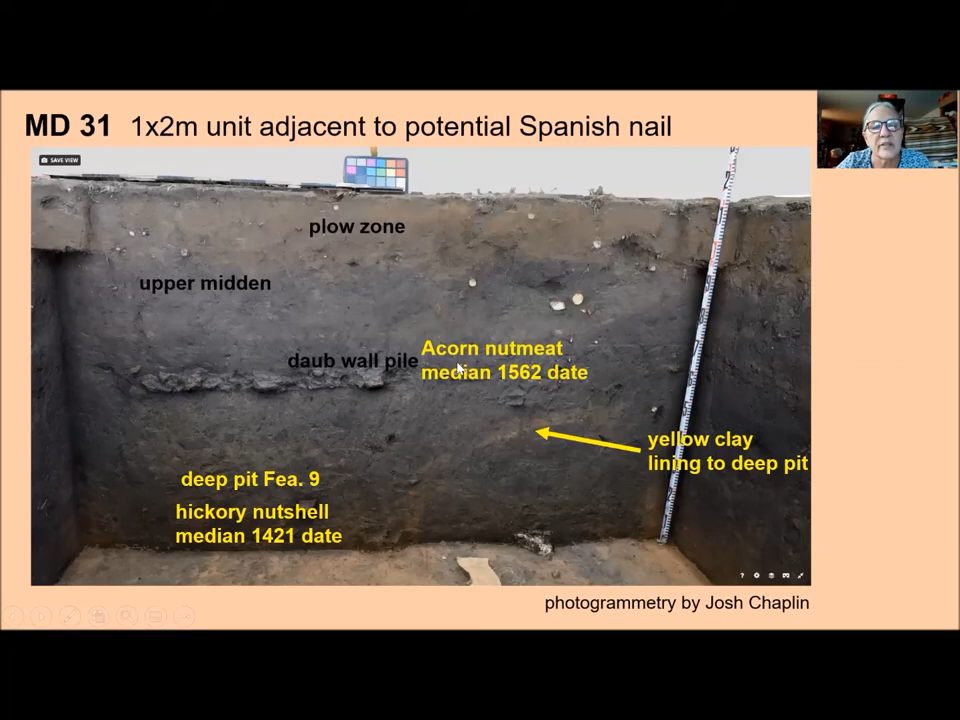 MD 31 1x2m unit adjacent to potential Spanish nail
SAVE VIEW
plow zone
upper midden
daub wall pile
Acorn nutmeat
median 1562 date
yellow clay
lining to deep pit
deep pit Fea. 9
hickory nutshell
median 1421 date
photogrammetry by Josh Chaplin